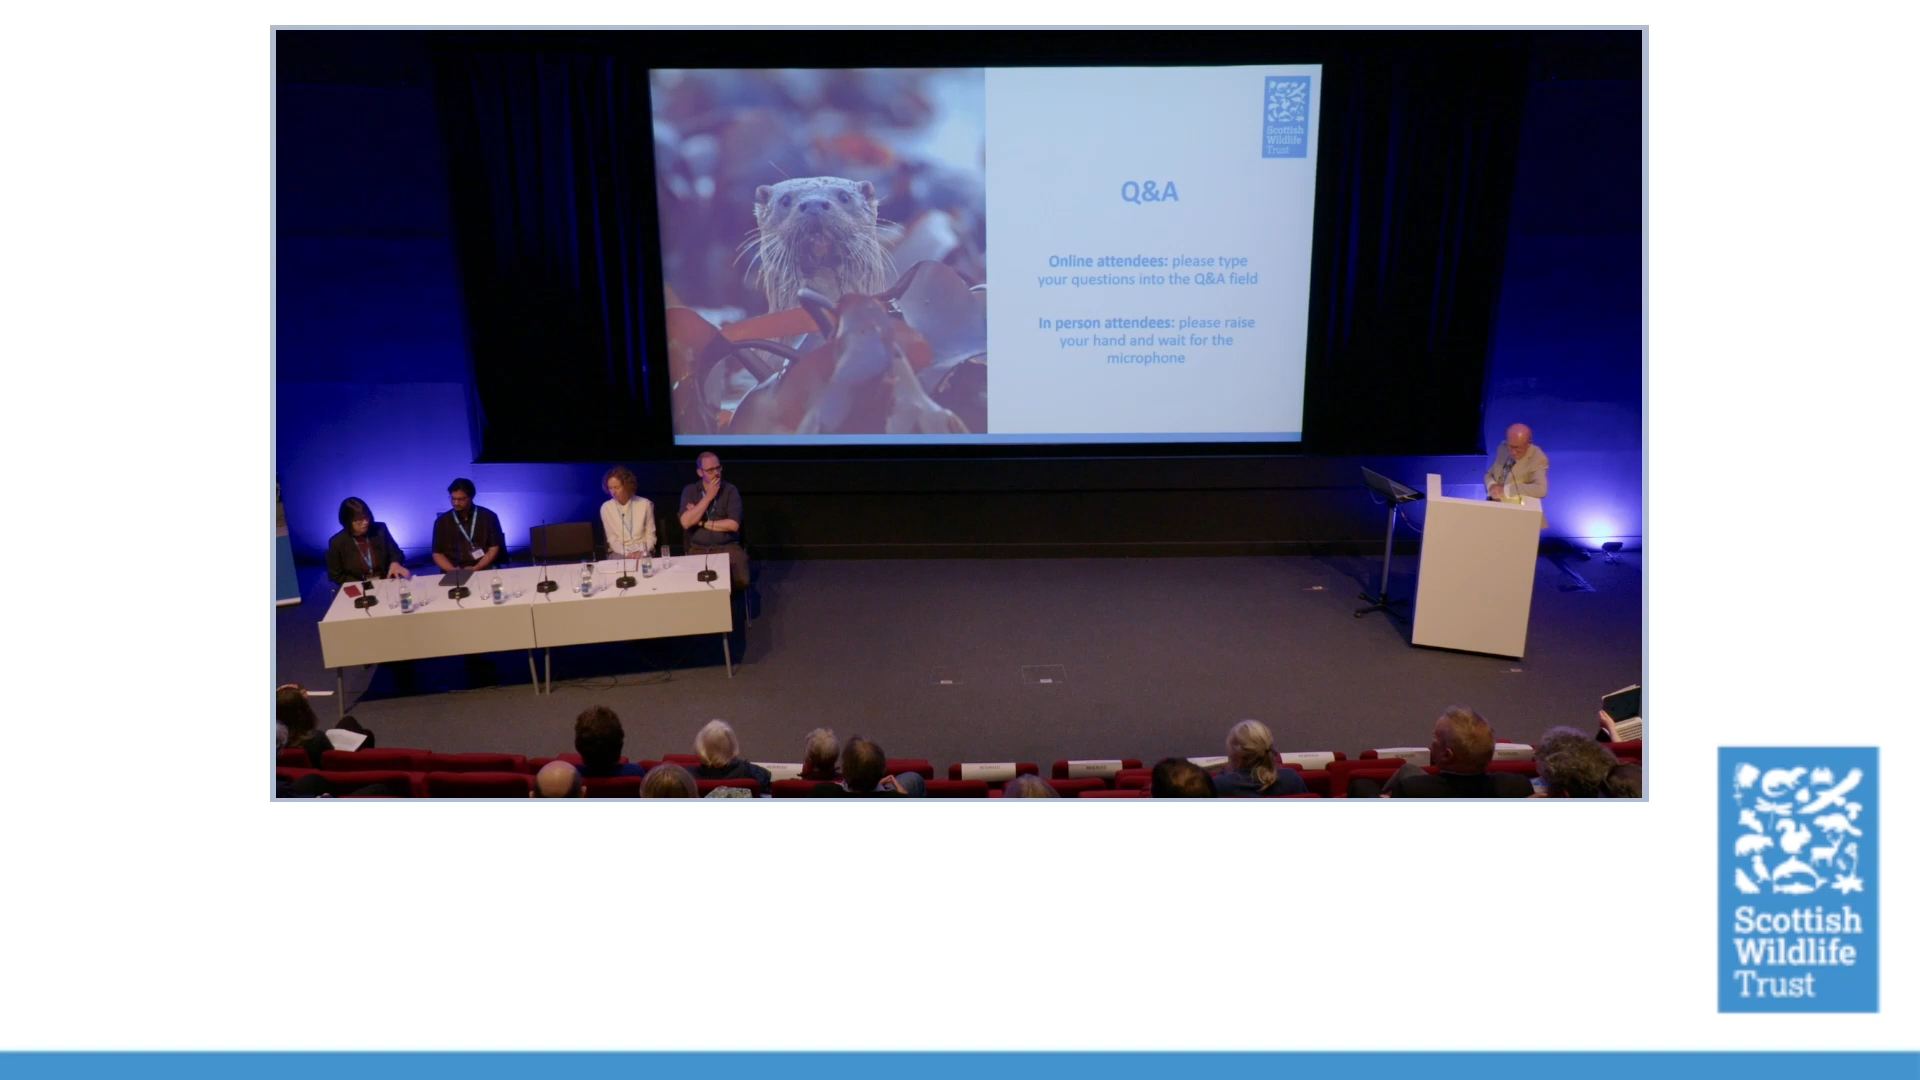 Scottish
Wildlife
Trust
Q&A
Online attendees: please type
your questions into the Q&A field
In person attendees: please raise
your hand and wait for the
microphone
Scottish
Wildlife
Trust